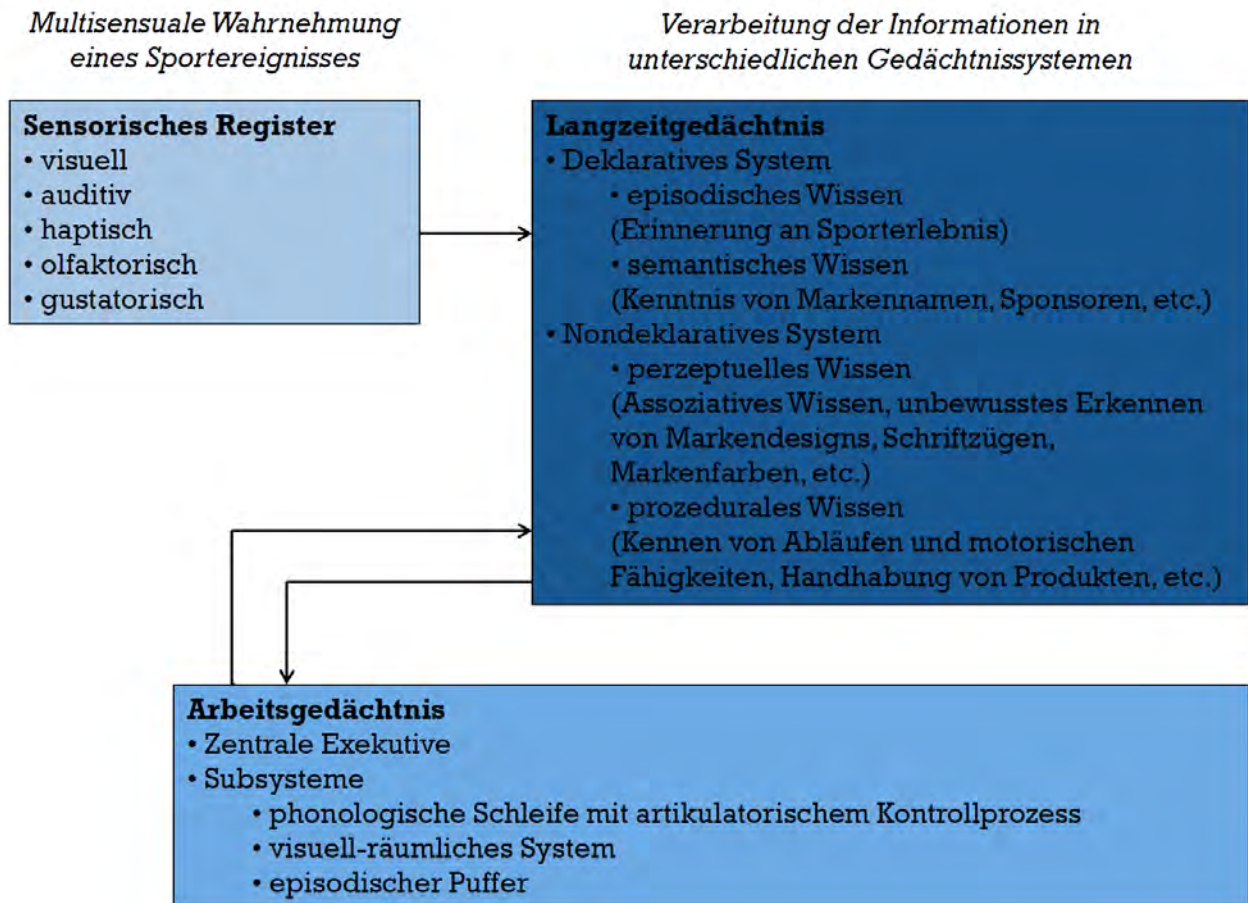 Multisensuale Wahrnehmung
eines Sportereignisses
Verarbeitung der Informationen in
unterschiedlichen Gedächtnissystemen
Sensorisches Register
• visuell
• auditiv
• haptisch
• olfaktorisch
• gustatorisch
Langzeitgedächtnis
• Deklaratives System
• episodisches Wissen
(Erinnerung an Sporterlebnis)
• semantisches Wissen
(Kenntnis von Markennamen, Sponsoren, etc.)
• Nondeklaratives System
• perzeptuelles Wissen
(Assoziatives Wissen, unbewusstes Erkennen
von Markendesigns, Schriftzügen,
Markenfarben, etc.)
• prozedurales Wissen
(Kennen von Abläufen und motorischen
Fähigkeiten, Handhabung von Produkten, etc.)
Arbeitsgedächtnis
• Zentrale Exekutive
• Subsysteme
• phonologische Schleife mit artikulatorischem Kontrollprozess
• visuell-räumliches System
• episodischer Puffer